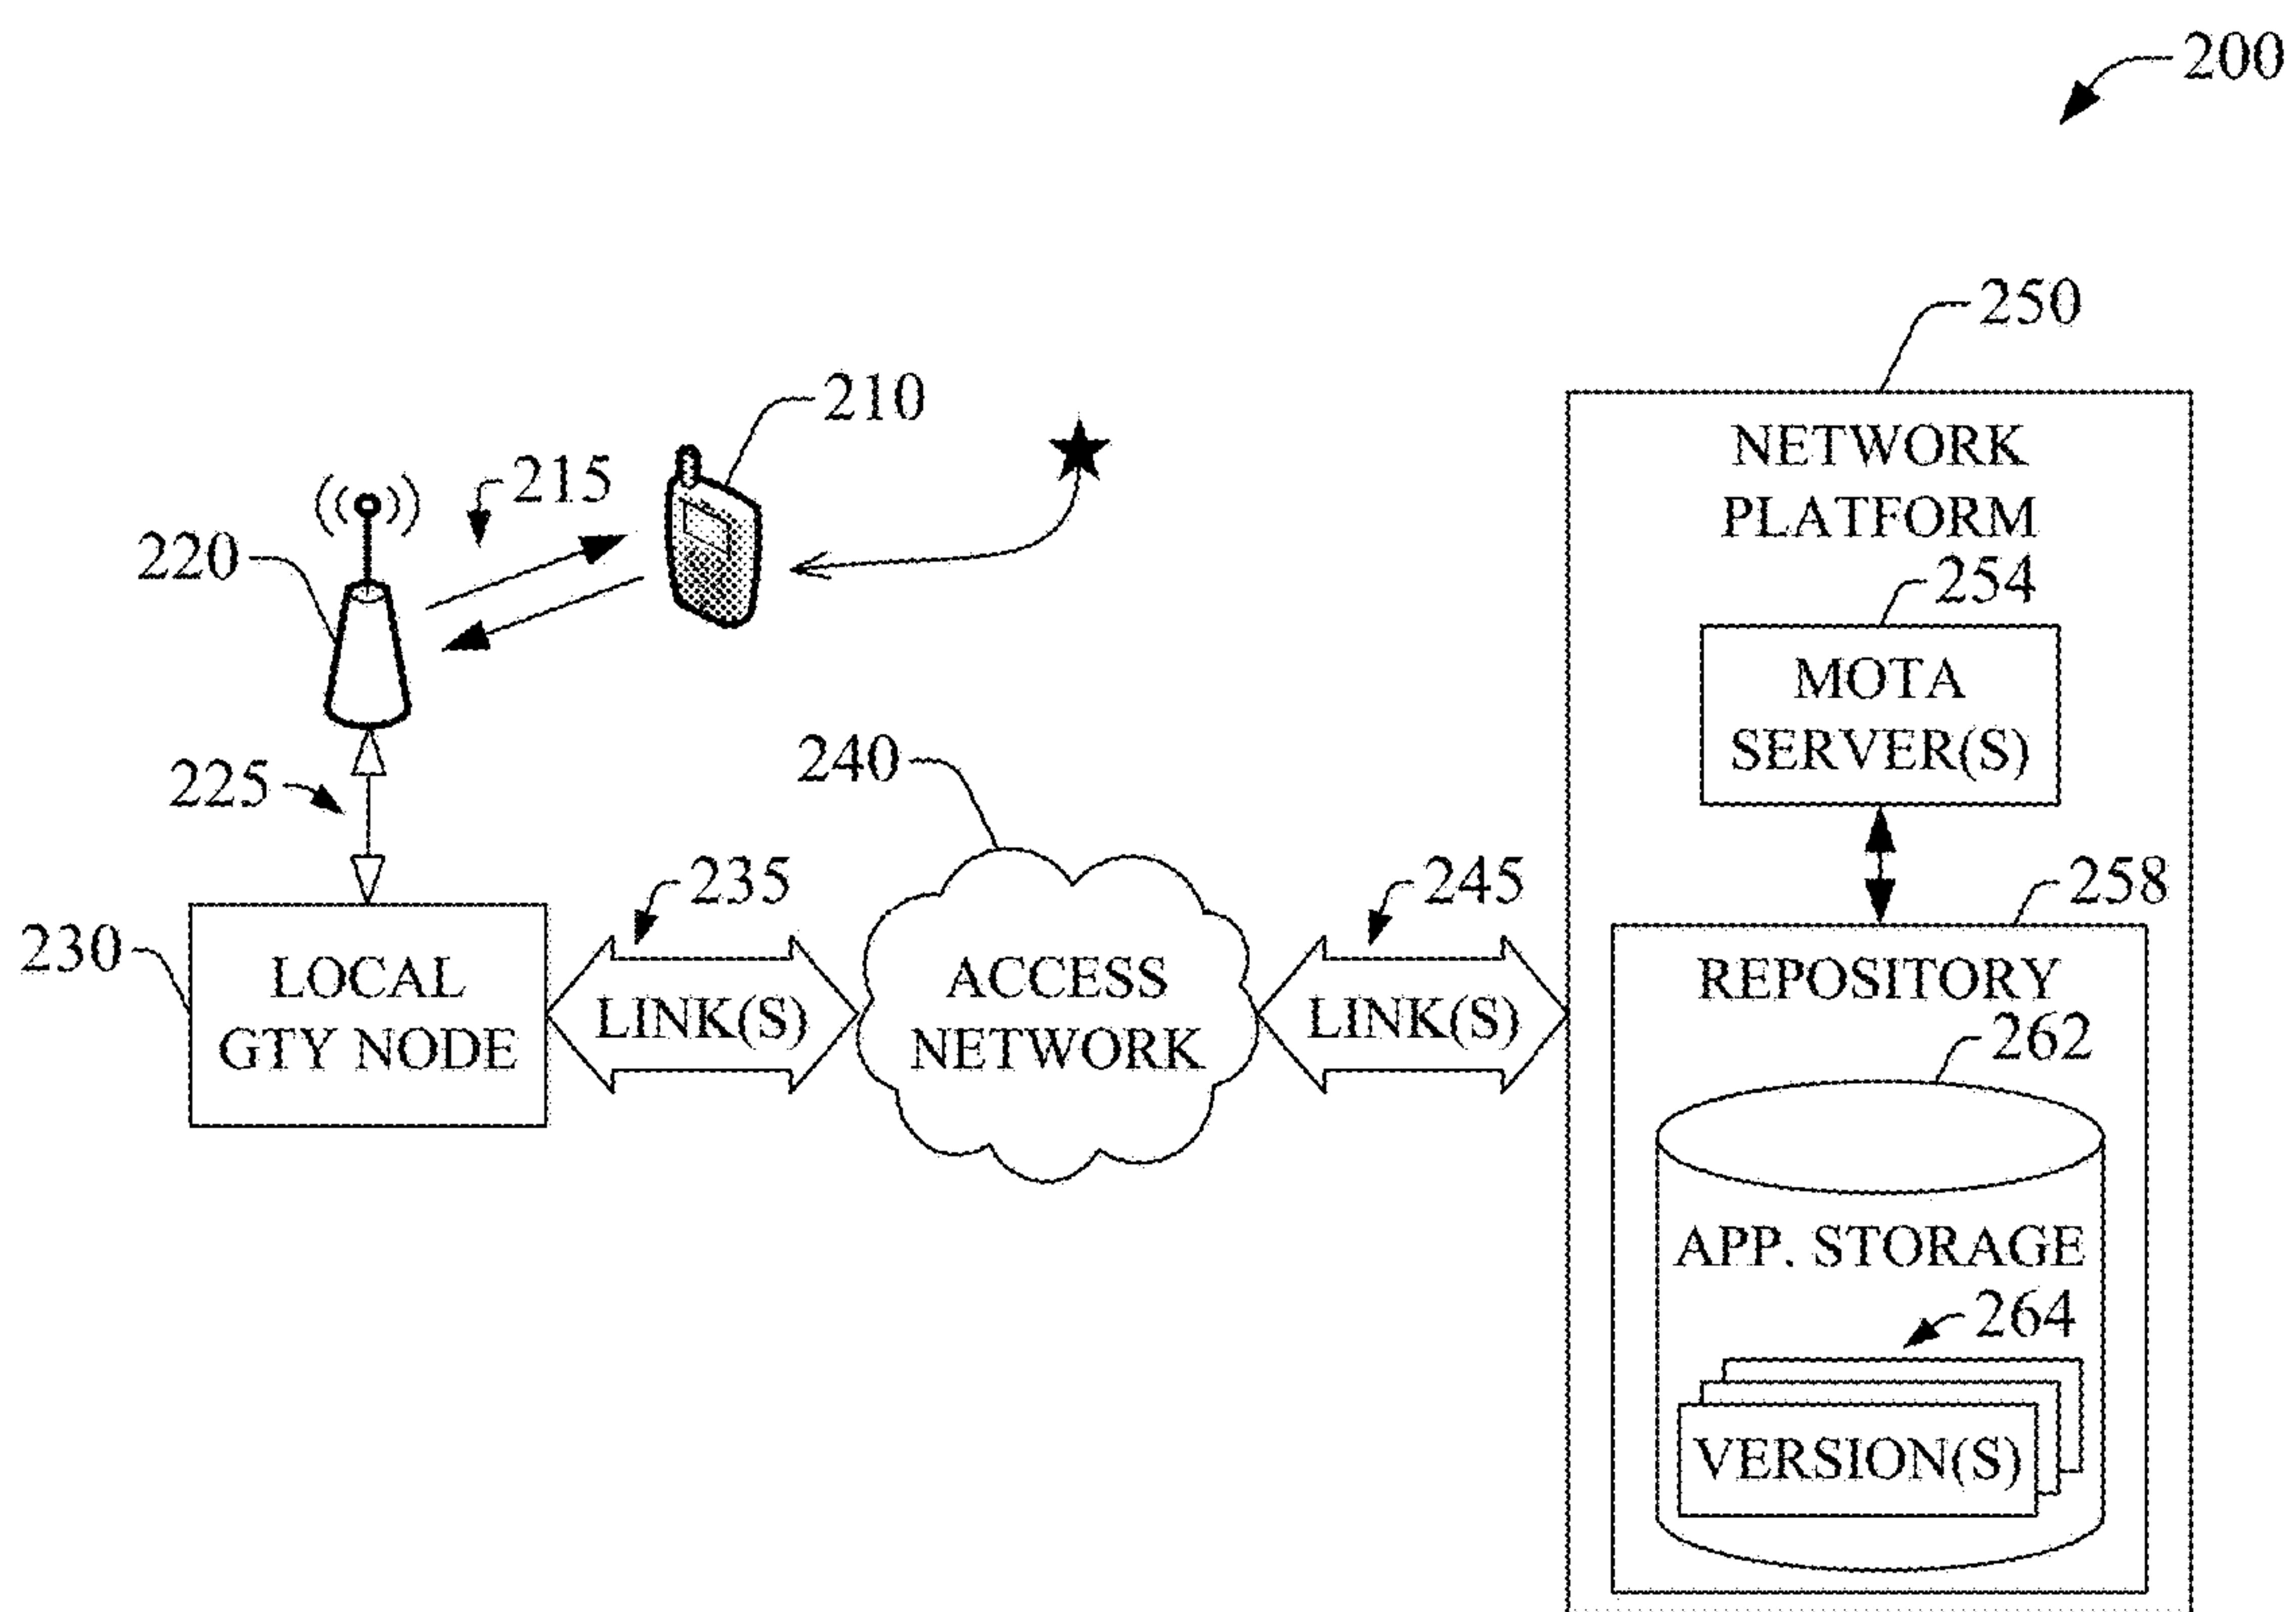 200
250
210
NETWORK
PLATFORM
215
220
254
MOTA
SERVER(S)
240
225
235
245
258
230
LOCAL
GTY NODE
LINK(S)
ACCESS
NETWORK
LINK(S)
REPOSITORY
262
APP. STORAGE
264
VERSION(S)